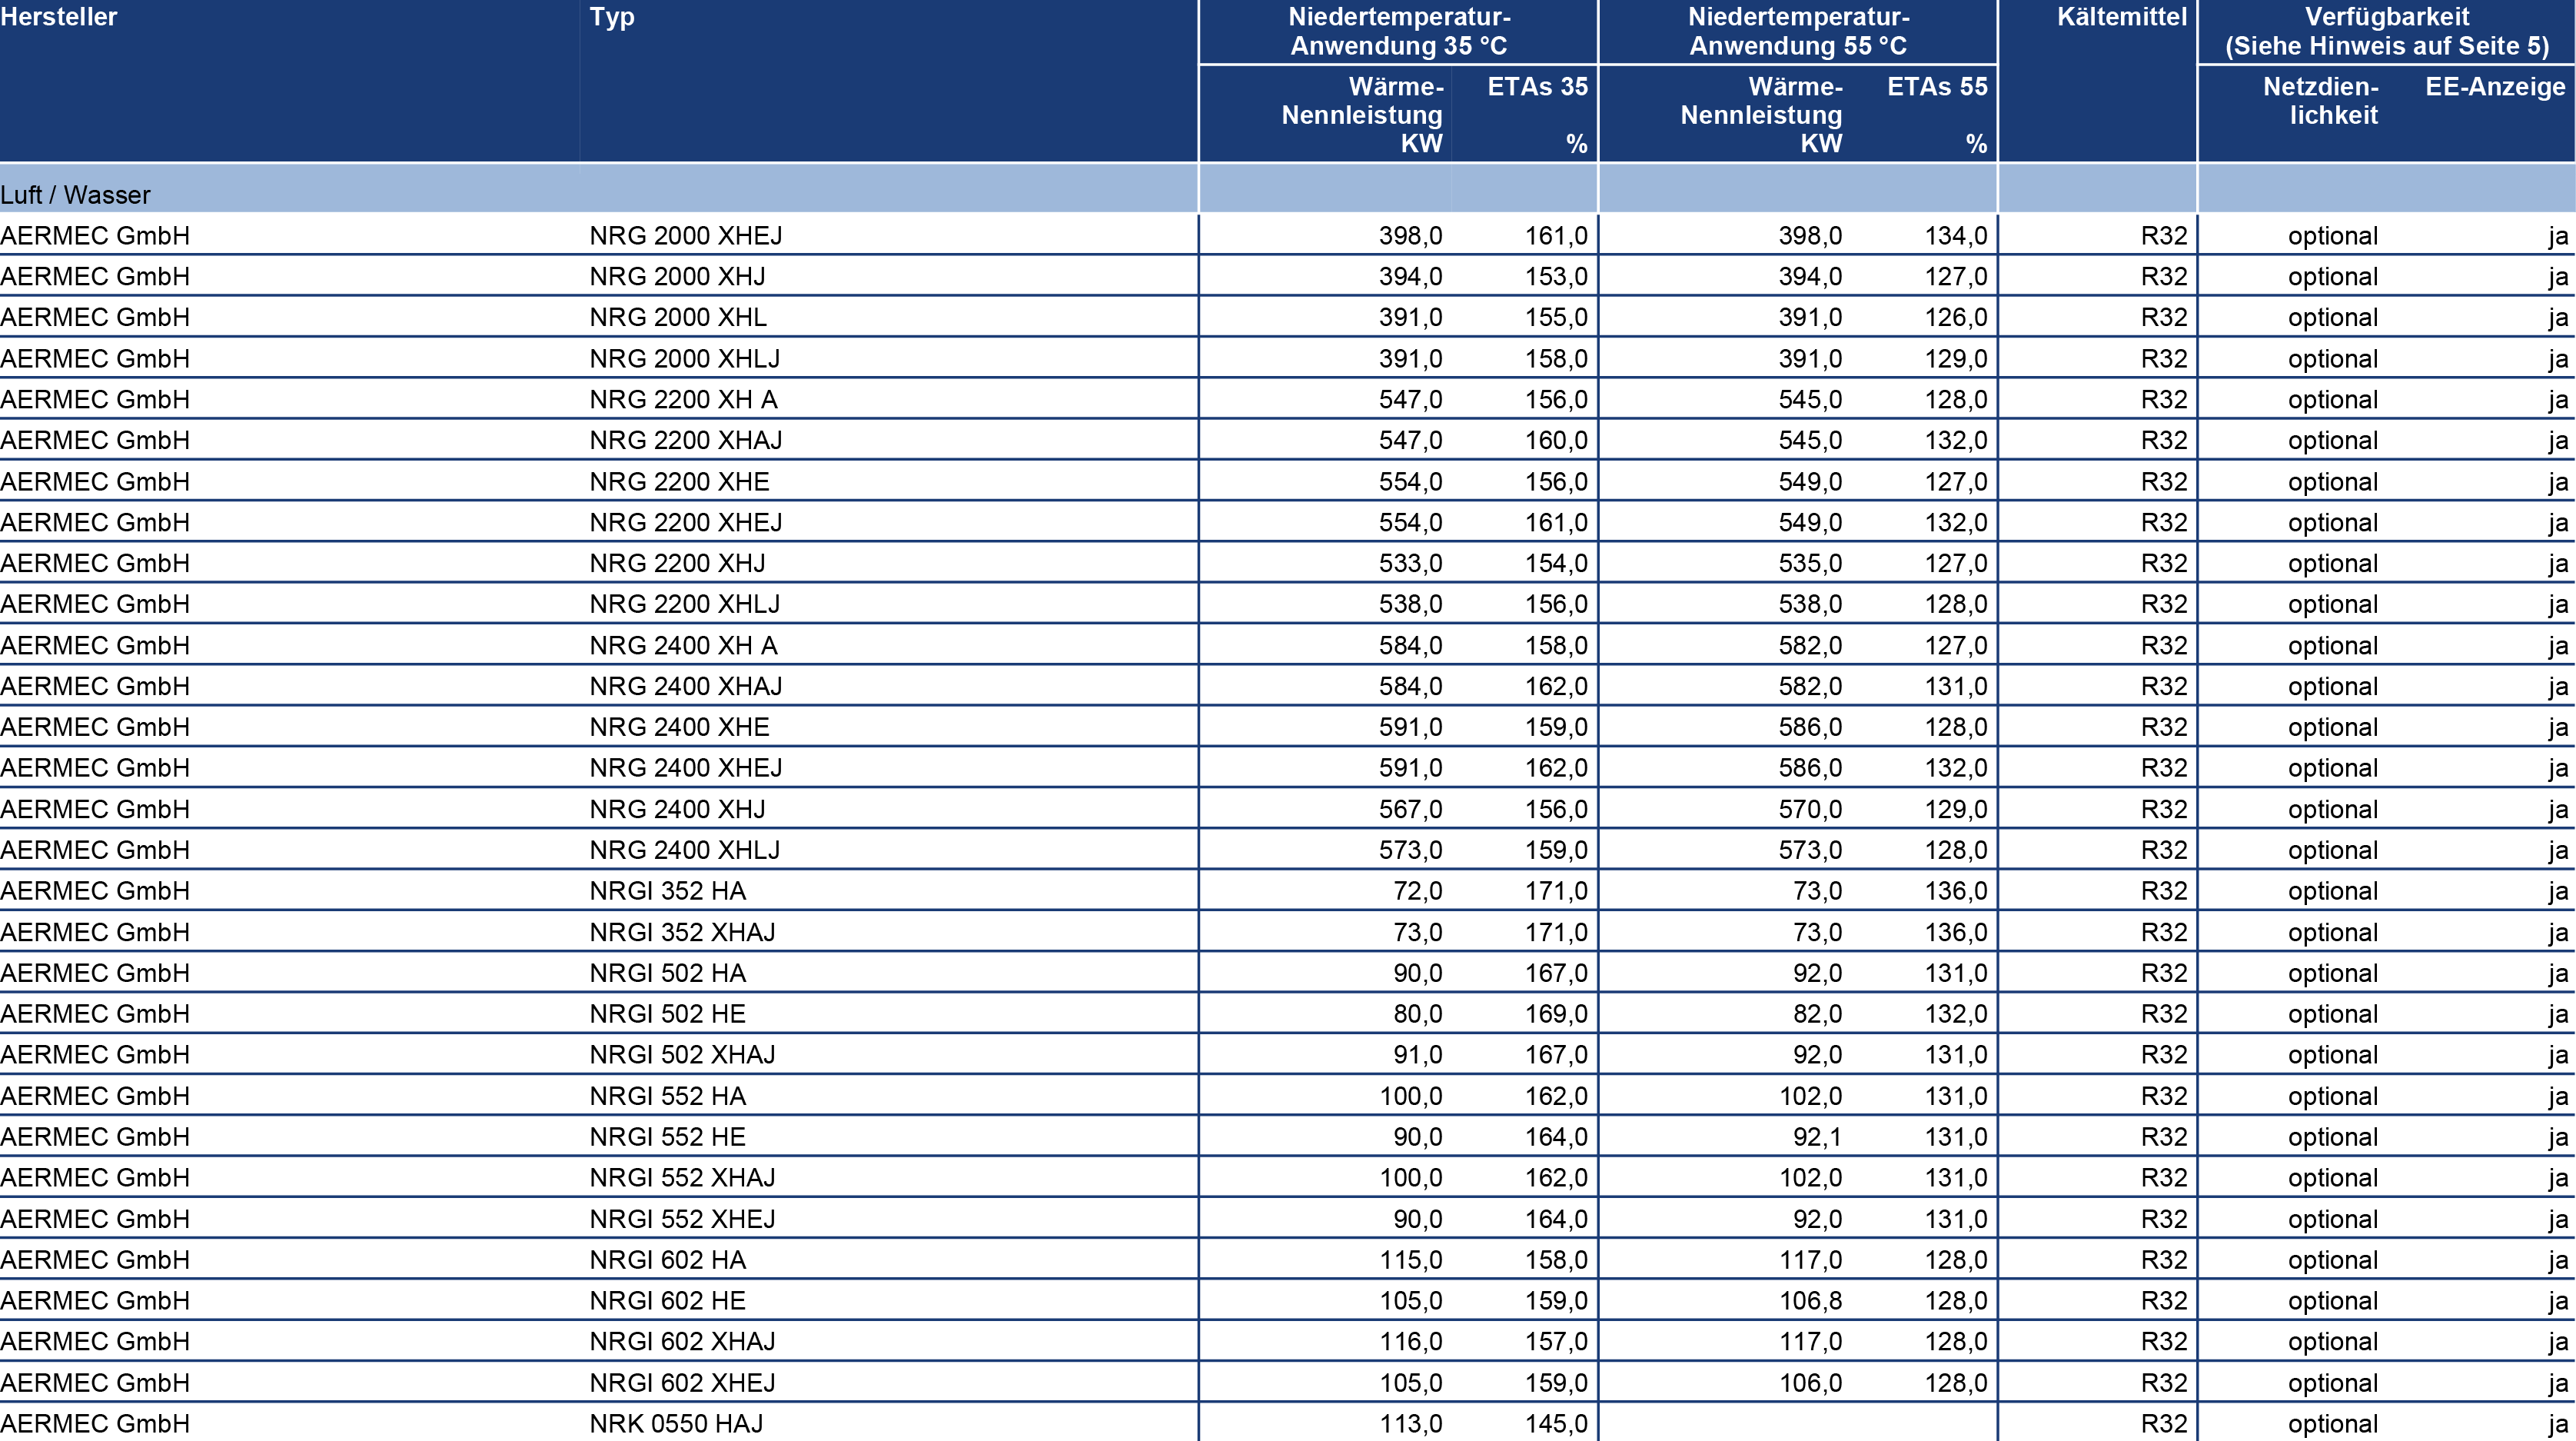 Hersteller Typ Niedertemperatur- Niedertemperatur- Kältemittel Verfügbarkeit
Anwendung 35 °C Anwendung 55 °C (Siehe Hinweis auf Seite 5)
Wärme- ETAs 35 Wärme- ETAs 55 Netzdien- EE-Anzeige
Nennleistung Nennleistung lichkeit
KW % KW %
Luft / Wasser
AERMEC GmbH NRG 2000 XHEJ 398,0 161,0 398,0 134,0 R32 optional ja
AERMEC GmbH NRG 2000 XHJ 394,0 153,0 394,0 127,0 R32 optional ja
AERMEC GmbH NRG 2000 XHL 391,0 155,0 391,0 126,0 R32 optional ja
AERMEC GmbH NRG 2000 XHLJ 391,0 158,0 391,0 129,0 R32 optional ja
AERMEC GmbH NRG 2200 XH A 547,0 156,0 545,0 128,0 R32 optional ja
AERMEC GmbH NRG 2200 XHAJ 547,0 160,0 545,0 132,0 R32 optional ja
AERMEC GmbH NRG 2200 XHE 554,0 156,0 549,0 127,0 R32 optional ja
AERMEC GmbH NRG 2200 XHEJ 554,0 161,0 549,0 132,0 R32 optional ja
AERMEC GmbH NRG 2200 XHJ 533,0 154,0 535,0 127,0 R32 optional ja
AERMEC GmbH NRG 2200 XHLJ 538,0 156,0 538,0 128,0 R32 optional ja
AERMEC GmbH NRG 2400 XH A 584,0 158,0 582,0 127,0 R32 optional ja
AERMEC GmbH NRG 2400 XHAJ 584,0 162,0 582,0 131,0 R32 optional ja
AERMEC GmbH NRG 2400 XHE 591,0 159,0 586,0 128,0 R32 optional ja
AERMEC GmbH NRG 2400 XHEJ 591,0 162,0 586,0 132,0 R32 optional ja
AERMEC GmbH NRG 2400 XHJ 567,0 156,0 570,0 129,0 R32 optional ja
AERMEC GmbH NRG 2400 XHLJ 573,0 159,0 573,0 128,0 R32 optional ja
AERMEC GmbH NRGI 352 HA 72,0 171,0 73,0 136,0 R32 optional ja
AERMEC GmbH NRGI 352 XHAJ 73,0 171,0 73,0 136,0 R32 optional ja
AERMEC GmbH NRGI 502 HA 90,0 167,0 92,0 131,0 R32 optional ja
AERMEC GmbH NRGI 502 HE 80,0 169,0 82,0 132,0 R32 optional ja
AERMEC GmbH NRGI 502 XHAJ 91,0 167,0 92,0 131,0 R32 optional ja
AERMEC GmbH NRGI 552 HA 100,0 162,0 102,0 131,0 R32 optional ja
AERMEC GmbH NRGI 552 HE 90,0 164,0 92,1 131,0 R32 optional ja
AERMEC GmbH NRGI 552 XHAJ 100,0 162,0 102,0 131,0 R32 optional ja
AERMEC GmbH NRGI 552 XHEJ 90,0 164,0 92,0 131,0 R32 optional ja
AERMEC GmbH NRGI 602 HA 115,0 158,0 117,0 128,0 R32 optional ja
AERMEC GmbH NRGI 602 HE 105,0 159,0 106,8 128,0 R32 optional ja
AERMEC GmbH NRGI 602 XHAJ 116,0 157,0 117,0 128,0 R32 optional ja
AERMEC GmbH NRGI 602 XHEJ 105,0 159,0 106,0 128,0 R32 optional ja
AERMEC GmbH NRK 0550 HAJ 113,0 145,0 R32 optional ja